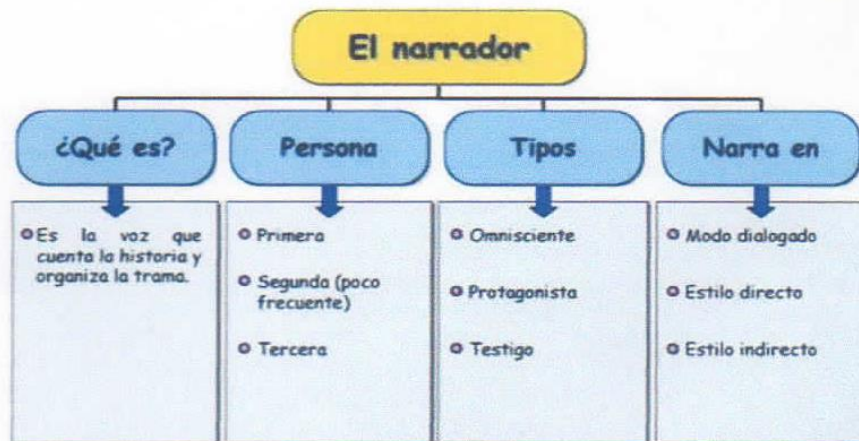 El narrador
¿Qué es?
Es la voz que
cuenta la historia y
organiza la trama.
Persona
Primera
Segunda (poco
frecuente)
Tercera
Tipos
Omnisciente
Protagonista
Testigo
Narra en
Modo dialogado
Estilo directo
Estilo indirecto